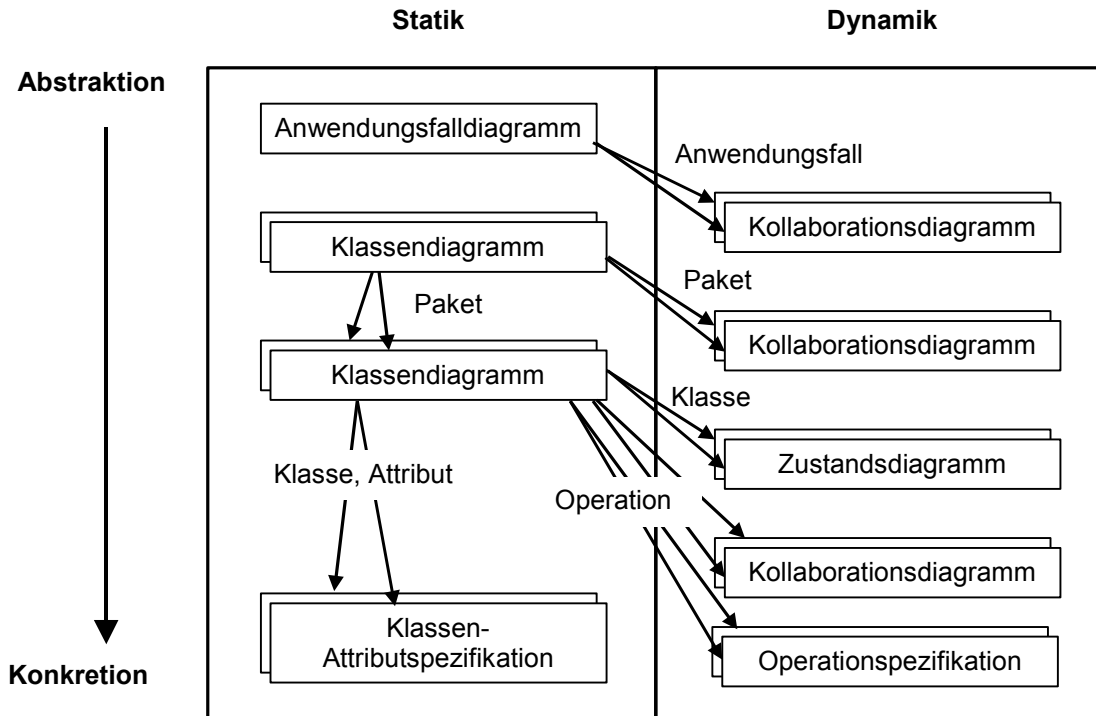 Statik
Dynamik
Abstraktion
Anwendungsfalldiagramm
Anwendungsfall
Kollaborationsdiagramm
Klassendiagramm
Paket
Paket
Kollaborationsdiagramm
Klassendiagramm
Klasse
Klasse, Attribut
Zustandsdiagramm
Operation
Kollaborationsdiagramm
Klassen-
Attributspezifikation
Operationspezifikation
Konkretion